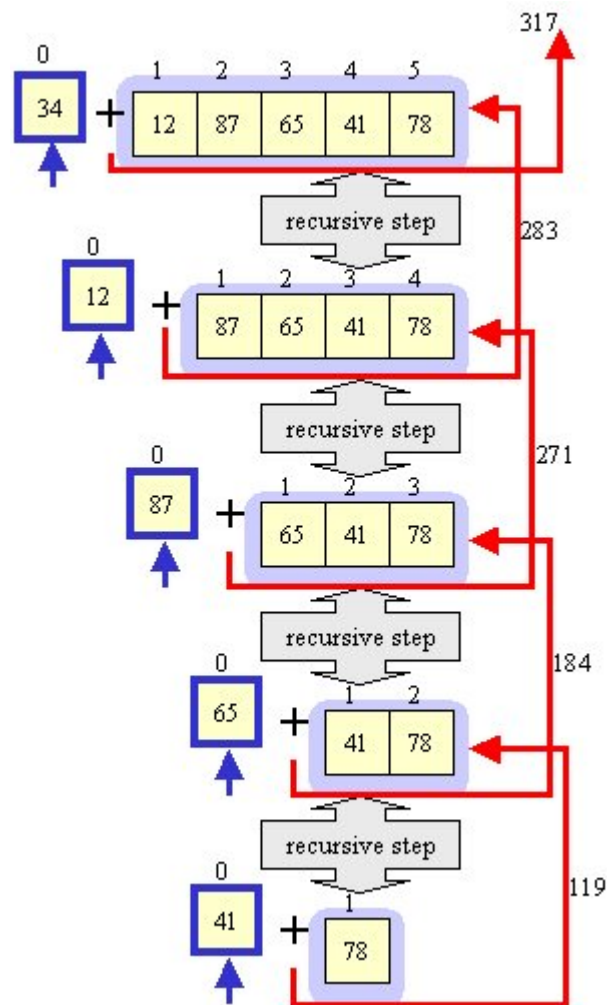 317
0
1 2 3 4 5
34 + 12 87 65 41 78
recursive step
283
0
1 2 3 4
12 + 87 65 41 78
recursive step
271
0
1 2 3
87 + 65 41 78
recursive step
184
0
1 2
65 + 41 78
recursive step
119
0
1
41 + 78